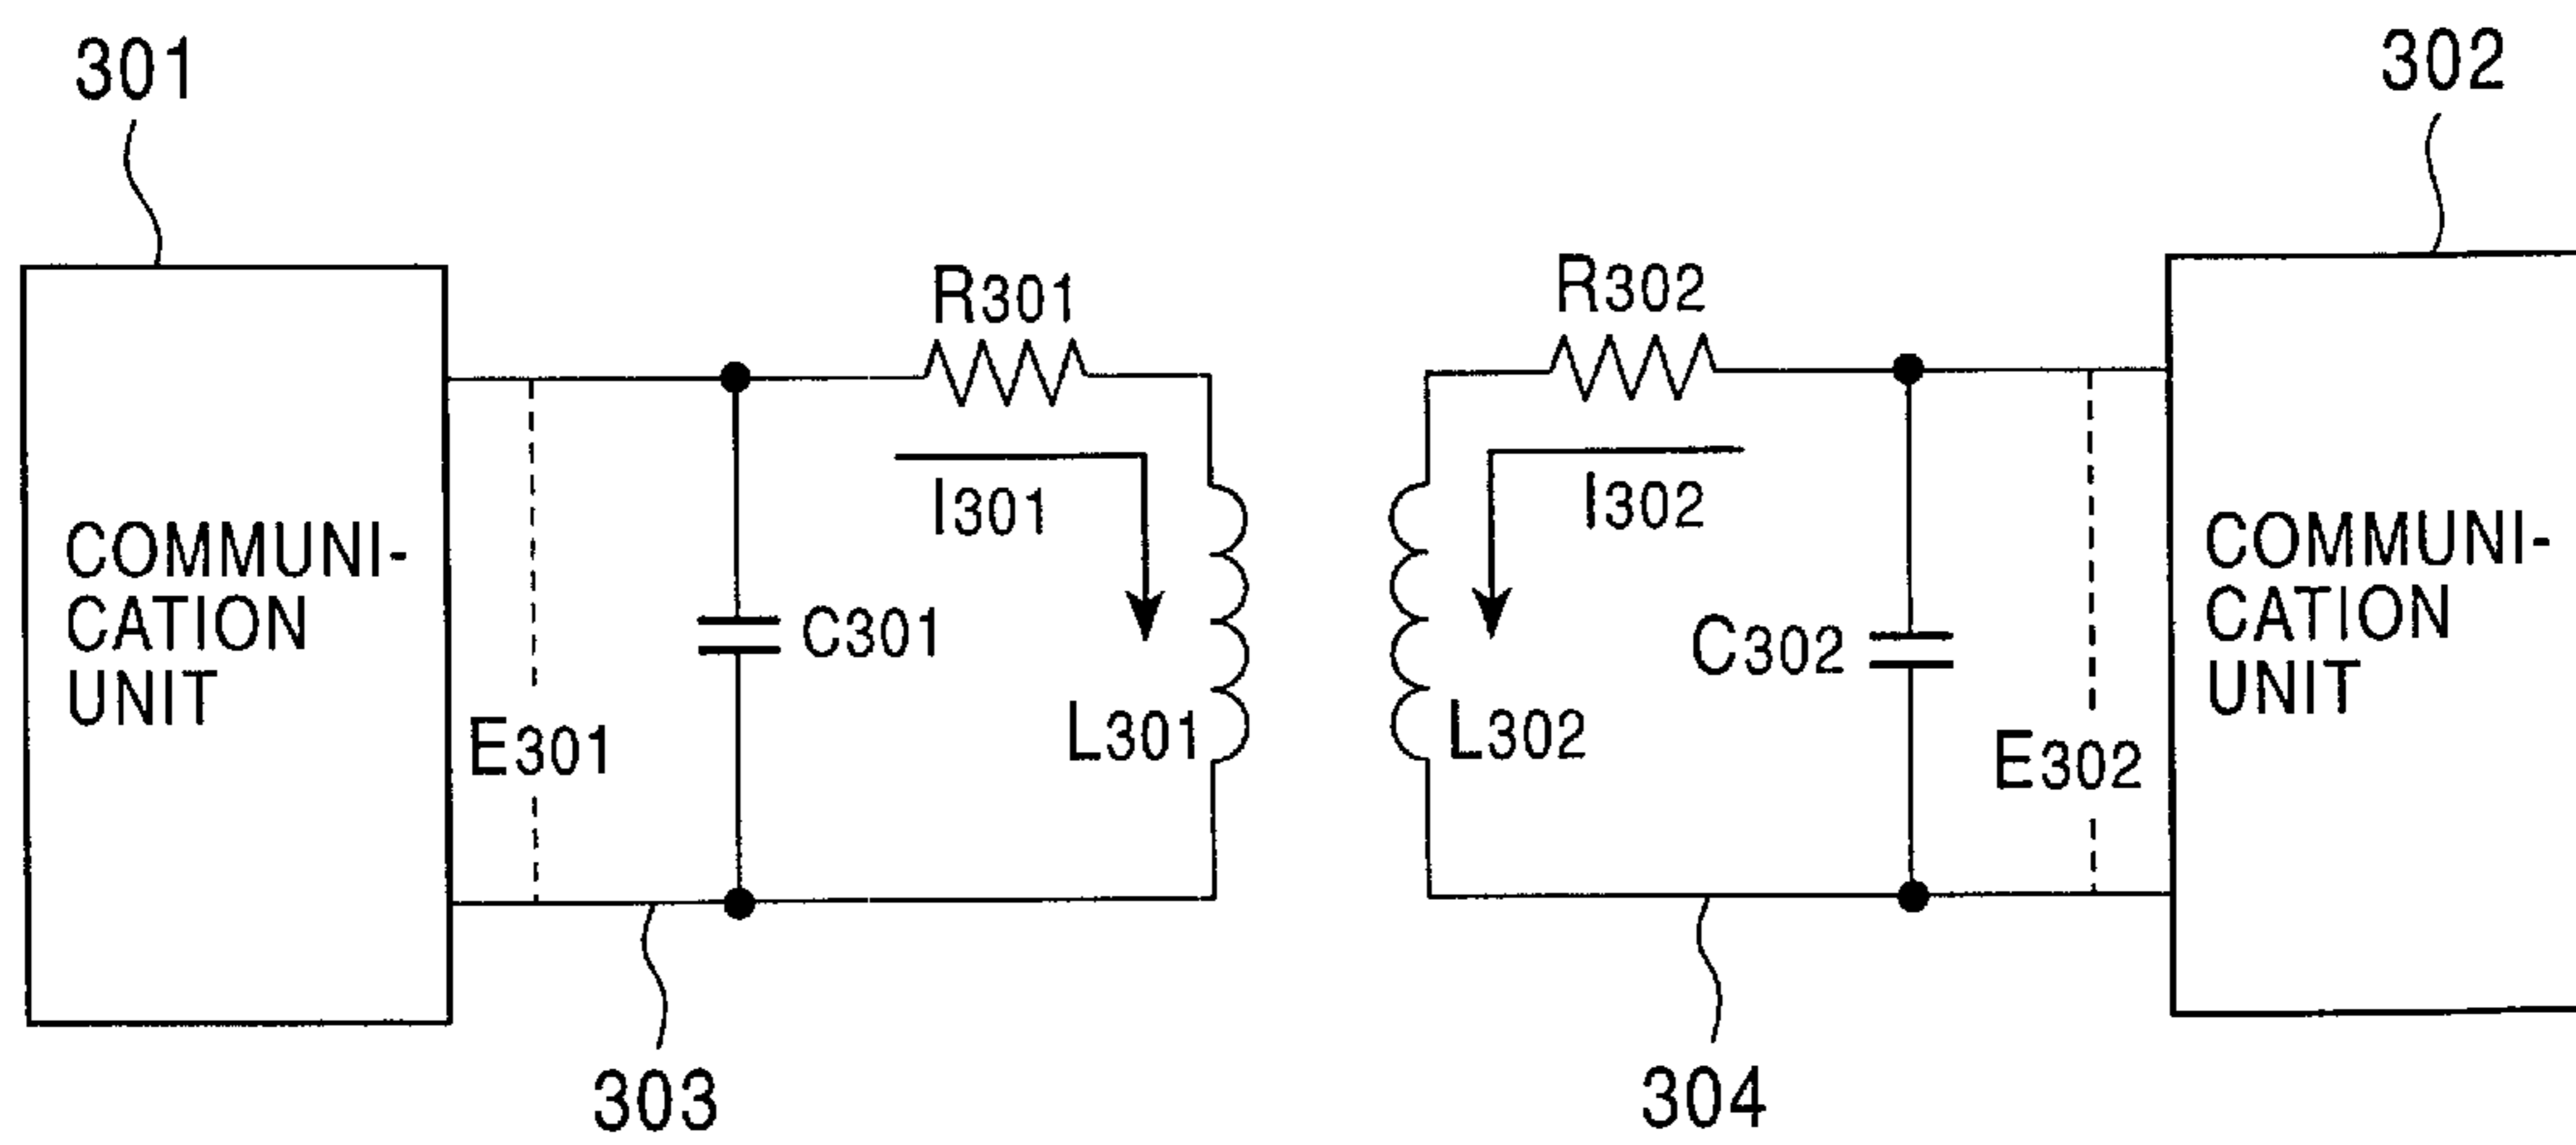 301
302
R301
R302
I301
I302
COMMUNI-
CATION
UNIT
C301
C302
COMMUNI-
CATION
UNIT
E301
L301
L302
E302
303
304